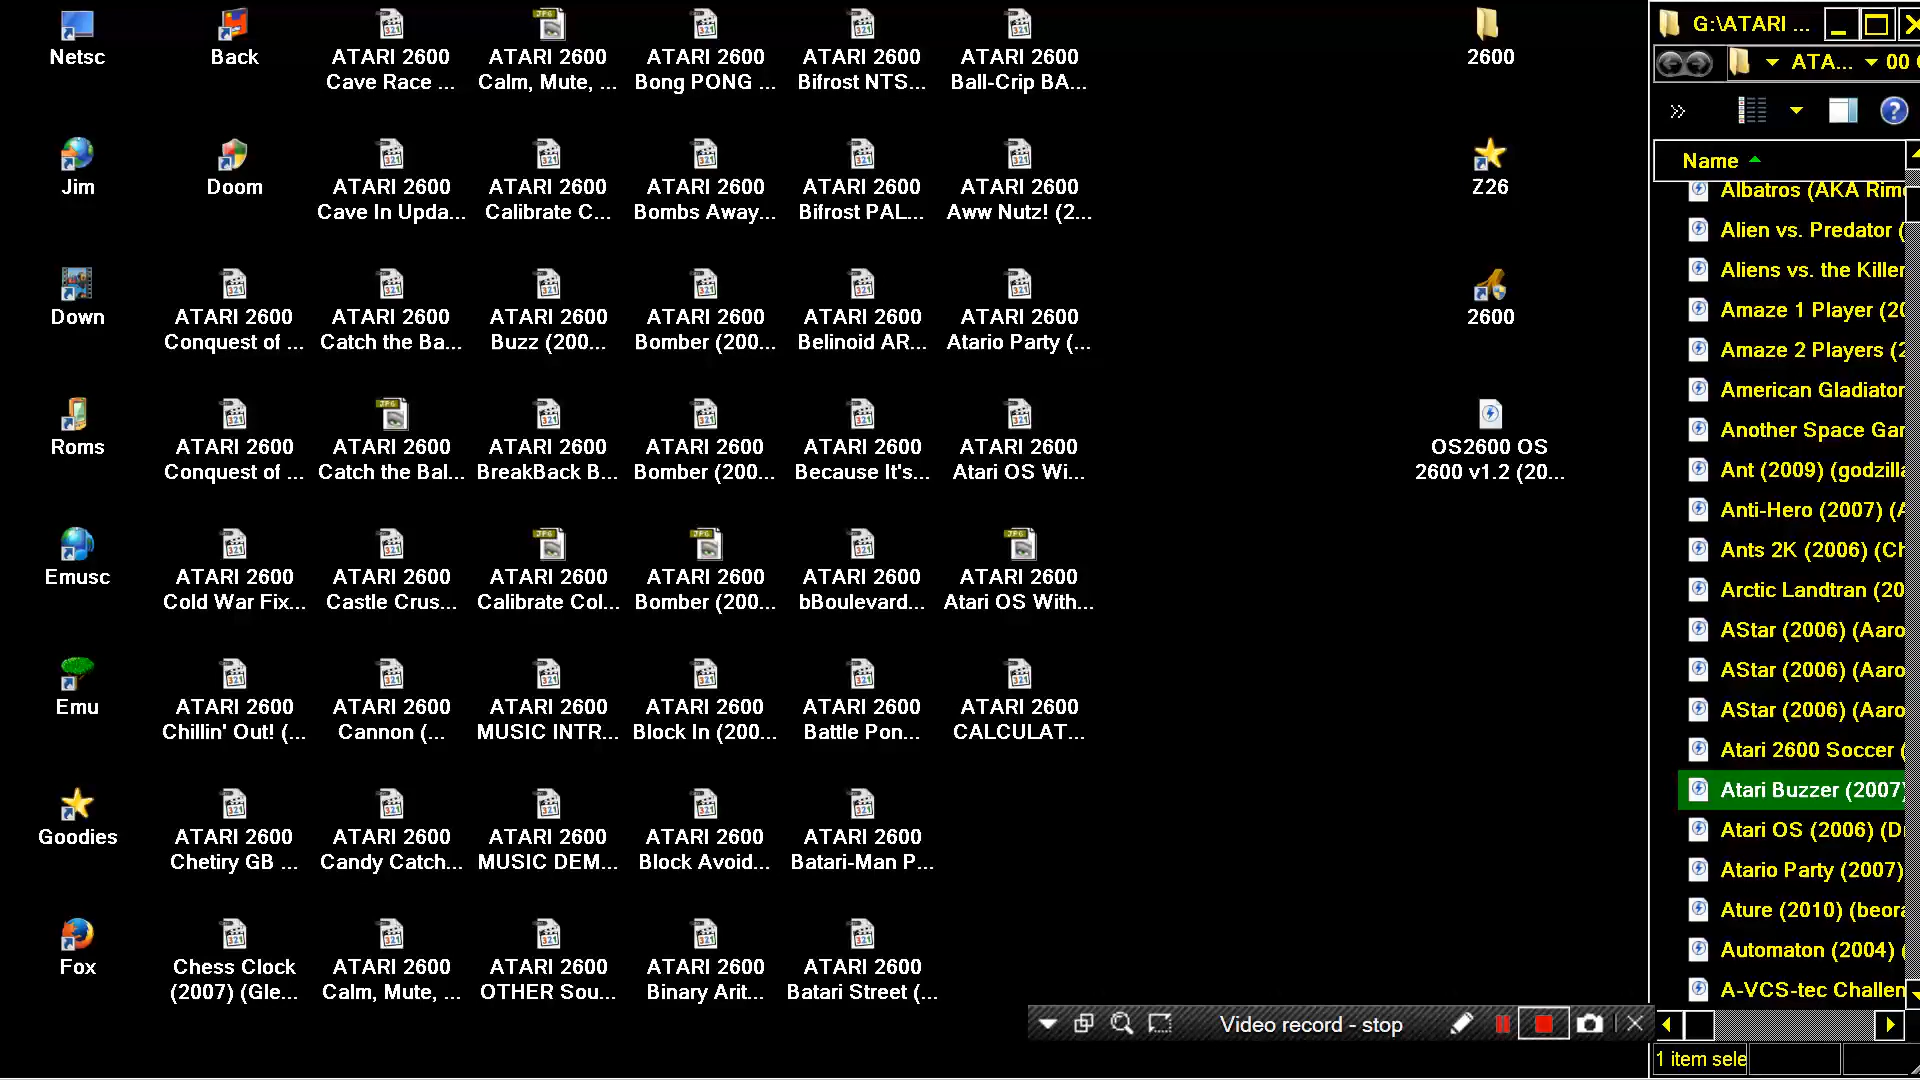 Netsc
Back
ATARI 2600
Cave Race ...
ATARI 2600
Calm, Mute, ...
ATARI 2600
Bong PONG ...
ATARI 2600
Bifrost NTS...
ATARI 2600
Ball-Crip BA...
2600
Jim
Doom
ATARI 2600
Cave In Upda...
ATARI 2600
Calibrate C...
ATARI 2600
Bombs Away...
ATARI 2600
Bifrost PAL...
ATARI 2600
Aww Nutz! (2...
Z26
Down
ATARI 2600
Conquest of ...
ATARI 2600
Catch the Ba...
ATARI 2600
Buzz (200...
ATARI 2600
Bomber (200...
ATARI 2600
Belinoid AR...
ATARI 2600
Atario Party (...
2600
Roms
ATARI 2600
Conquest of ...
ATARI 2600
Catch the Bal...
ATARI 2600
BreakBack B...
ATARI 2600
Bomber (200...
ATARI 2600
Because It's...
ATARI 2600
Atari OS Wi...
OS2600 OS
2600 v1.2 (20...
Emusc
ATARI 2600
Cold War Fix...
ATARI 2600
Castle Crus...
ATARI 2600
Calibrate Col...
ATARI 2600
Bomber (200...
ATARI 2600
bBoulevard...
ATARI 2600
Atari OS With...
Emu
ATARI 2600
Chillin' Out! (...
ATARI 2600
Cannon (...
ATARI 2600
MUSIC INTR...
ATARI 2600
Block In (200...
ATARI 2600
Battle Pon...
ATARI 2600
CALCULAT...
Goodies
ATARI 2600
Chetiry GB ...
ATARI 2600
Candy Catch...
ATARI 2600
MUSIC DEM...
ATARI 2600
Block Avoid...
ATARI 2600
Batari-Man P...
Fox
Chess Clock
(2007) (Gle...
ATARI 2600
Calm, Mute, ...
ATARI 2600
OTHER Sou...
ATARI 2600
Binary Arit...
ATARI 2600
Batari Street (...
Video record - stop
G:\ATARI ...
ATA... 00
Name
Albatros (AKA Rim
Alien vs. Predator (
Aliens vs. the Killer
Amaze 1 Player (20
Amaze 2 Players (2
American Gladiator
Another Space Gar
Ant (2009) (godzilla
Anti-Hero (2007) (A
Ants 2K (2006) (Ch
Arctic Landtran (20
AStar (2006) (Aaro
AStar (2006) (Aaro
AStar (2006) (Aaro
Atari 2600 Soccer (
Atari Buzzer (2007)
Atari OS (2006) (D
Atario Party (2007)
Ature (2010) (beora
Automaton (2004) (
A-VCS-tec Challen
1 item sele